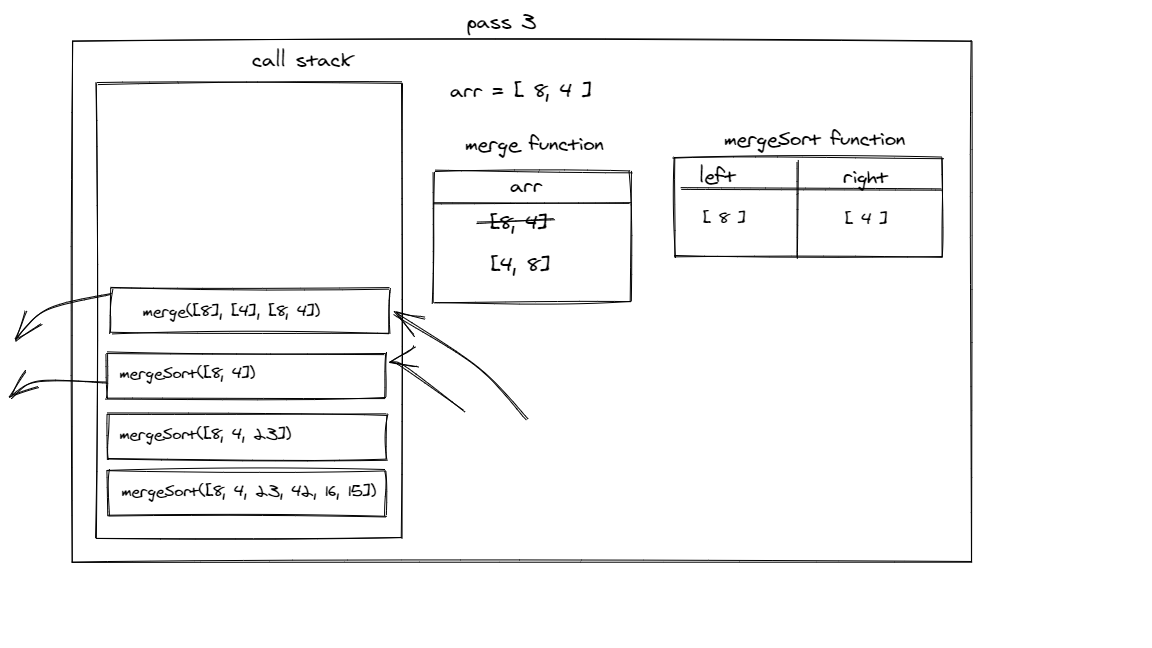 pass 3
call stack
arr = [ 8, 4 ]
merge function
mergeSort function
arr
left
right
[8, 4]
[4, 8]
[ 8 ]
[ 4 ]
merge([8], [4], [8, 4])
mergeSort([8, 4])
mergeSort([8, 4, 23])
mergeSort([8, 4, 23, 42, 16, 15])